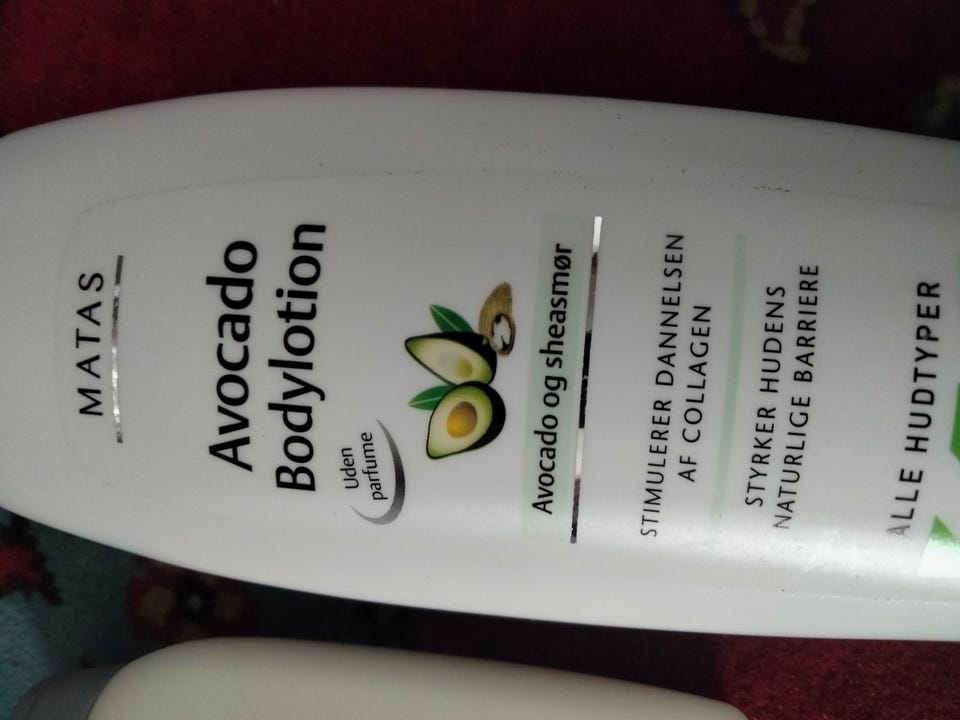 MATAS
Avocado
Bodylotion
Uden
parfume
Avocado og sheasmør
STIMULERER DANNELSEN
AF COLLAGEN
STYRKER HUDENS
NATURLIGE BARRIERE
ALLE HUDTYPER